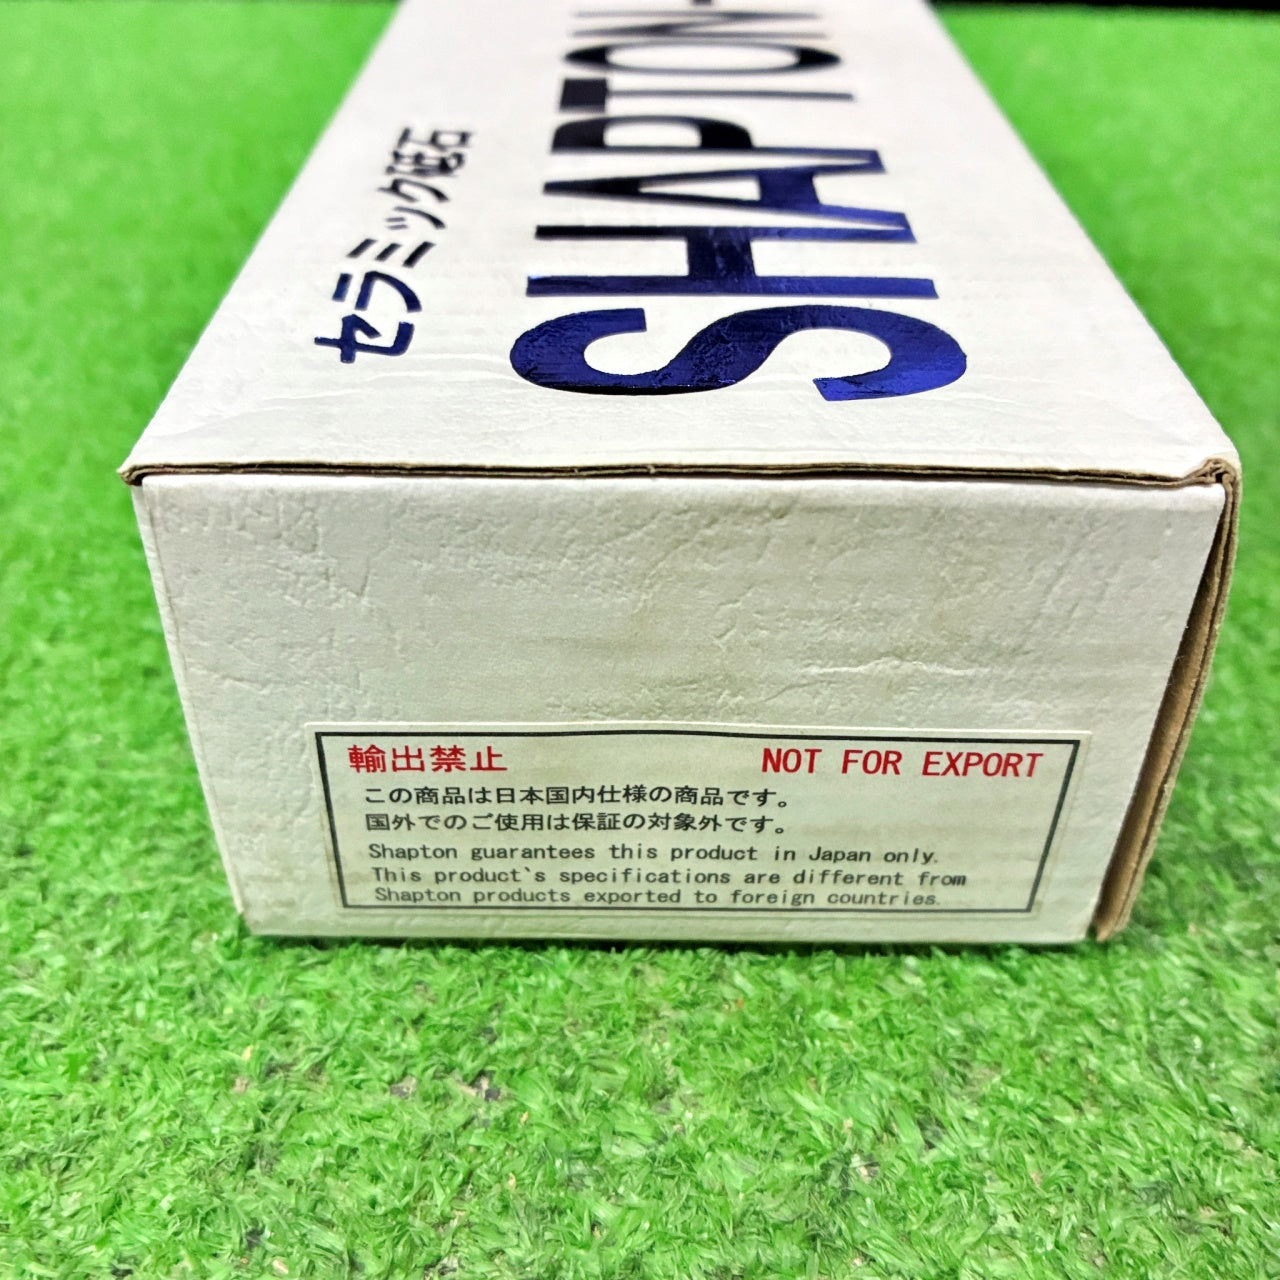 セラミック砥石
SHAPTON-
輸出禁止 NOT FOR EXPORT
この商品は日本国内仕様の商品です。
国外でのご使用は保証の対象外です。
Shapton guarantees this product in Japan only.
This product`s specifications are different from
Shapton products exported to foreign countries.